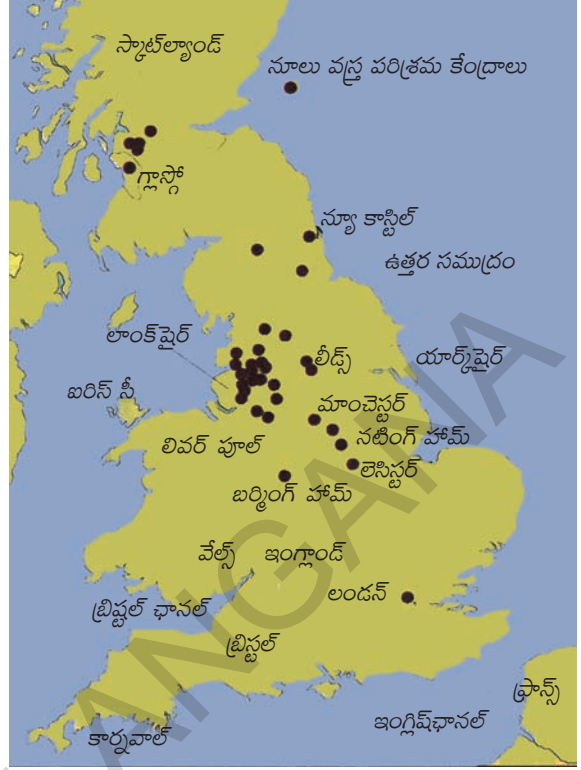 స్కాట్‌ల్యాండ్
నూలు వస్త్ర పరిశ్రమ కేంద్రాలు
గ్లాస్గో
న్యూ కాస్టిల్
ఉత్తర సముద్రం
లాంక్‌షైర్
లీడ్స్
యార్క్‌షైర్
ఐరిస్ సీ
మాంచెస్టర్
లివర్ పూల్
నటింగ్ హామ్
లెసిస్టర్
బర్మింగ్ హామ్
వేల్స్
ఇంగ్లాండ్
లండన్
బ్రిష్టల్ ఛానల్
బ్రిస్టల్
ఫ్రాన్స్
ఇంగ్లిష్‌ఛానల్
కార్నవాల్
ANGANA